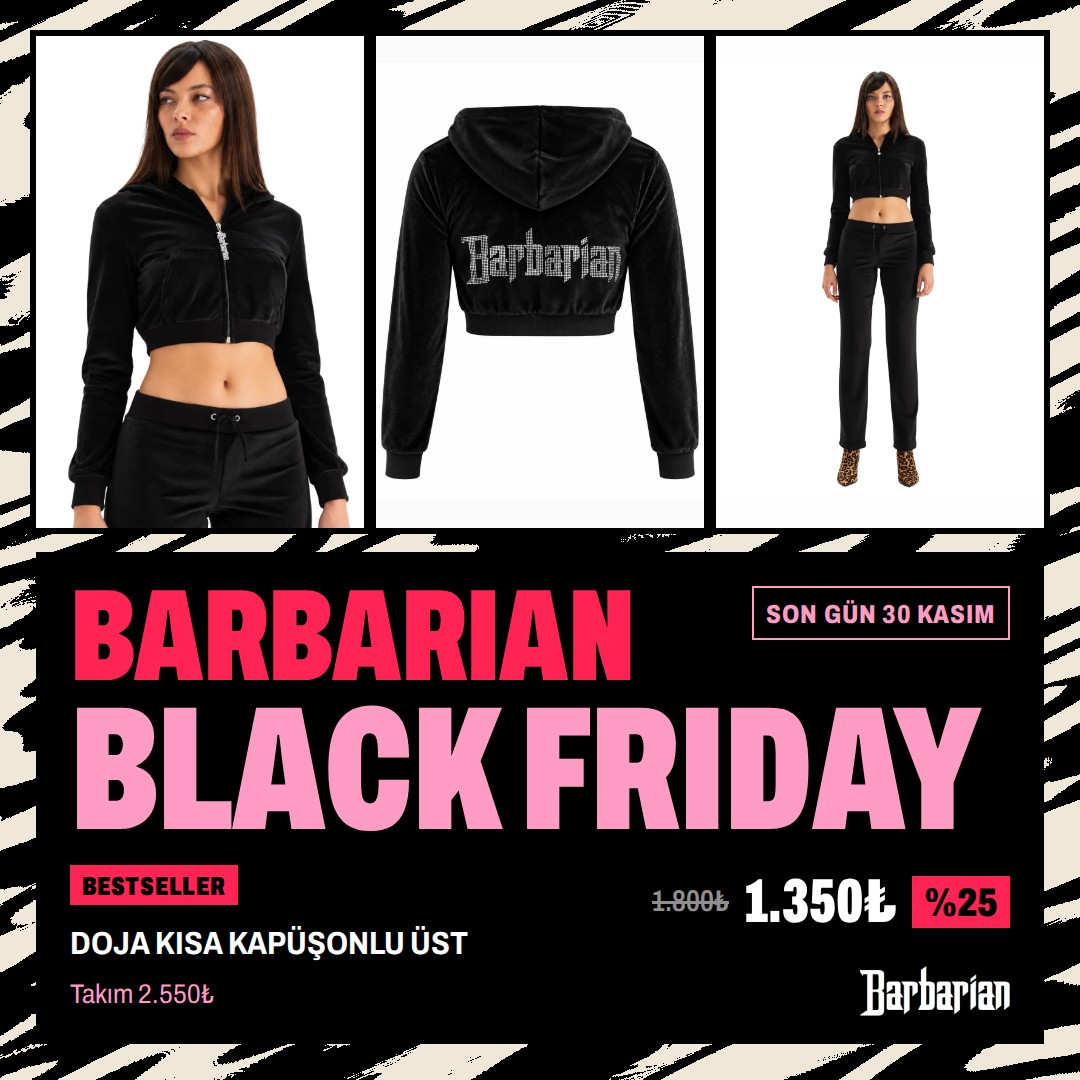 Barbarian
Barbarian
BARBARIAN
SON GÜN 30 KASIM
BLACK FRIDAY
BESTSELLER
1.800₺ 1.350₺ %25
DOJA KISA KAPÜŞONLU ÜST
Takım 2.550₺
Barbarian